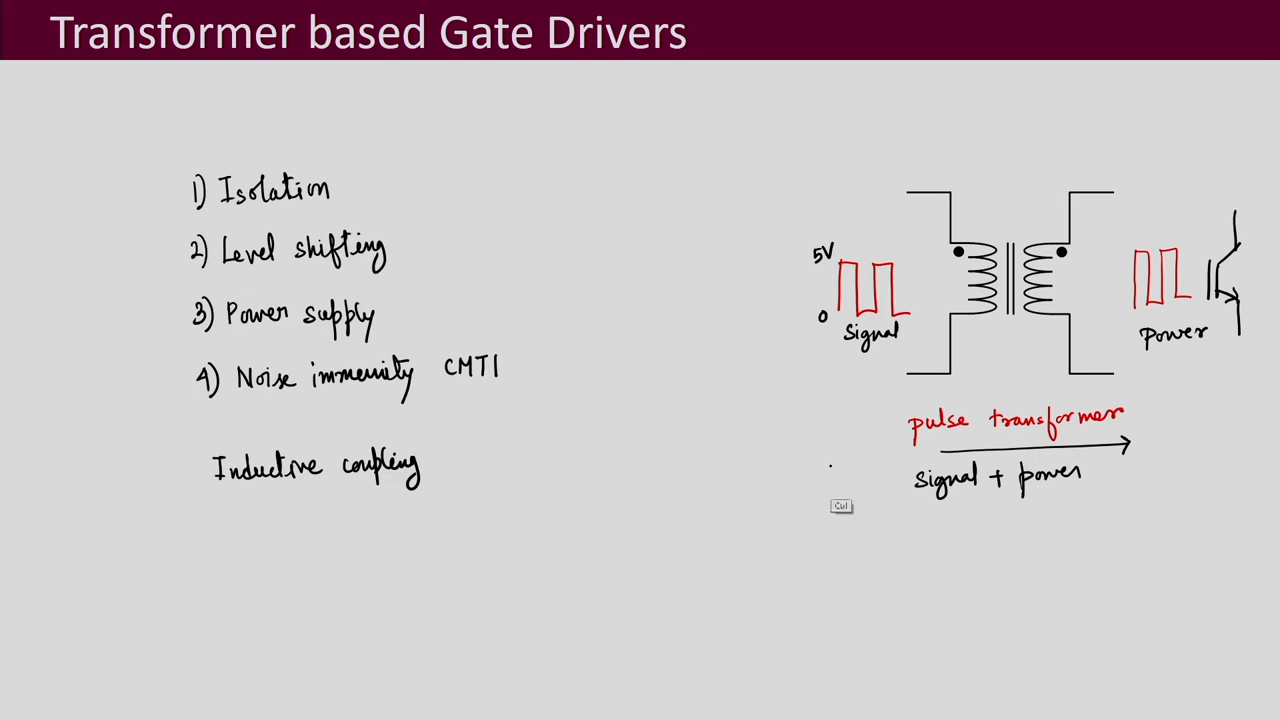 Transformer based Gate Drivers
1) Isolation
2) Level shifting
3) Power supply
4) Noise immunity CMTI
Inductive coupling
5V
0
Signal
Power
pulse transformer
Signal + power
Ctrl